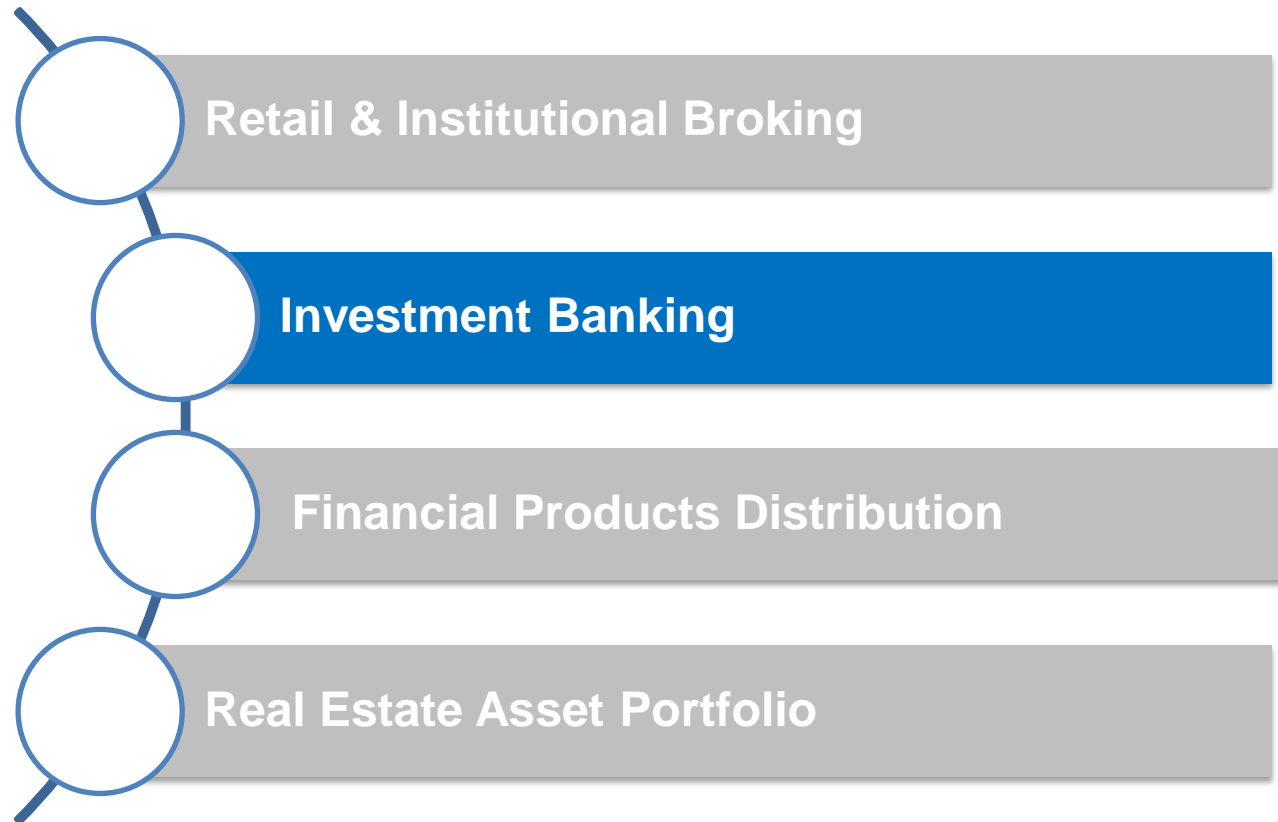 Retail & Institutional Broking
Investment Banking
Financial Products Distribution
Real Estate Asset Portfolio